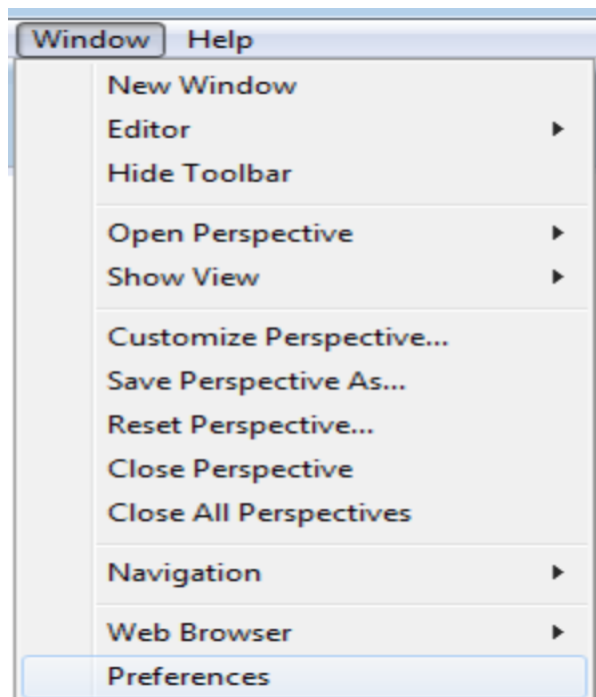 Window Help
New Window
Editor
Hide Toolbar
Open Perspective
Show View
Customize Perspective...
Save Perspective As...
Reset Perspective...
Close Perspective
Close All Perspectives
Navigation
Web Browser
Preferences